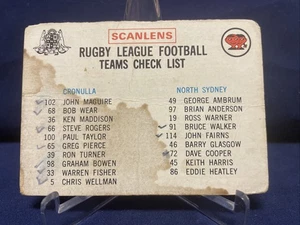 SCANLENS
RUGBY LEAGUE FOOTBALL
TEAMS CHECK LIST
CRONULLA
102 JOHN MAGUIRE
68 BOB WEAR
36 KEN MADDISON
66 STEVE ROGERS
100 PAUL TAYLOR
65 GREG PIERCE
39 RON TURNER
98 GRAHAM BOWEN
33 WARREN FISHER
5 CHRIS WELLMAN
NORTH SYDNEY
49 GEORGE AMBRUM
97 BRIAN ANDERSON
19 ROSS WARNER
91 BRUCE WALKER
114 JOHN FAIRNS
46 BARRY GLASGOW
72 DAVE COOPER
45 KEITH HARRIS
86 EDDIE HEATLEY